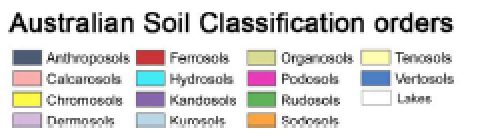 Australian Soil Classification orders
Anthroposols Ferrosols Organosols Tenosols
Calcarosols Hydrosols Podosols Vertosols
Chromosols Kandosols Rudosols Lakes
Dermosols Kurosols Sodosols